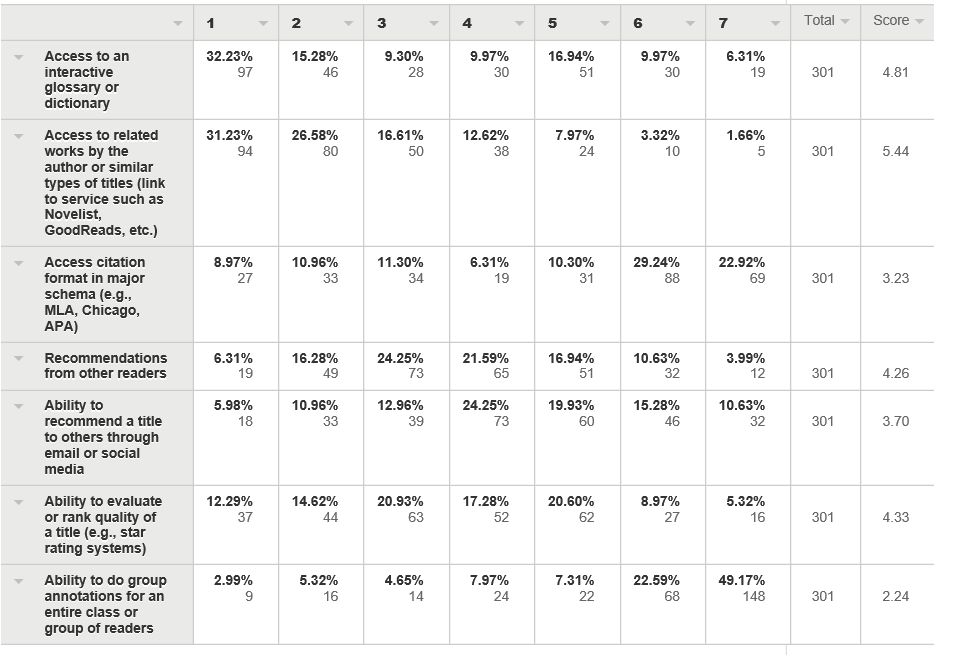 1 2 3 4 5 6 7 Total Score
Access to an 32.23% 15.28% 9.30% 9.97% 16.94% 9.97% 6.31%
interactive 97 46 28 30 51 30 19 301 4.81
glossary or
dictionary
Access to related 31.23% 26.58% 16.61% 12.62% 7.97% 3.32% 1.66%
works by the 94 80 50 38 24 10 5 301 5.44
author or similar
types of titles (link
to service such as
Novelist,
GoodReads, etc.)
Access citation 8.97% 10.96% 11.30% 6.31% 10.30% 29.24% 22.92%
format in major 27 33 34 19 31 88 69 301 3.23
schema (e.g.,
MLA, Chicago,
APA)
Recommendations 6.31% 16.28% 24.25% 21.59% 16.94% 10.63% 3.99%
from other readers 19 49 73 65 51 32 12 301 4.26
Ability to 5.98% 10.96% 12.96% 24.25% 19.93% 15.28% 10.63%
recommend a title 18 33 39 73 60 46 32 301 3.70
to others through
email or social
media
Ability to evaluate 12.29% 14.62% 20.93% 17.28% 20.60% 8.97% 5.32%
or rank quality of 37 44 63 52 62 27 16 301 4.33
a title (e.g., star
rating systems)
Ability to do group 2.99% 5.32% 4.65% 7.97% 7.31% 22.59% 49.17%
annotations for an 9 16 14 24 22 68 148 301 2.24
entire class or
group of readers